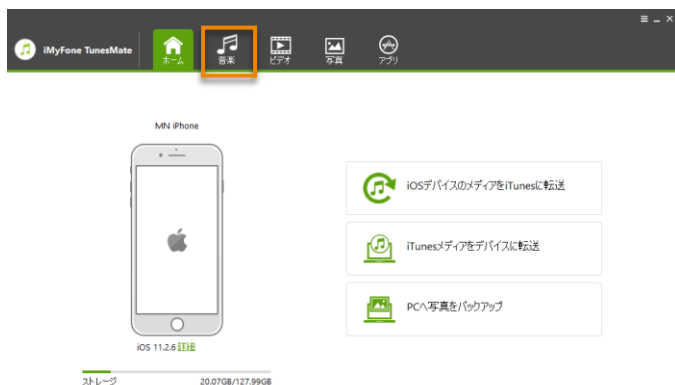 iMyFone TunesMate
ホーム
音楽
ビデオ
写真
アプリ
MN iPhone
iOSデバイスのメディアをiTunesに転送
iTunesメディアをデバイスに転送
PCへ写真をバックアップ
iOS 11.2.6 詳細
ストレージ 20.07GB/127.99GB